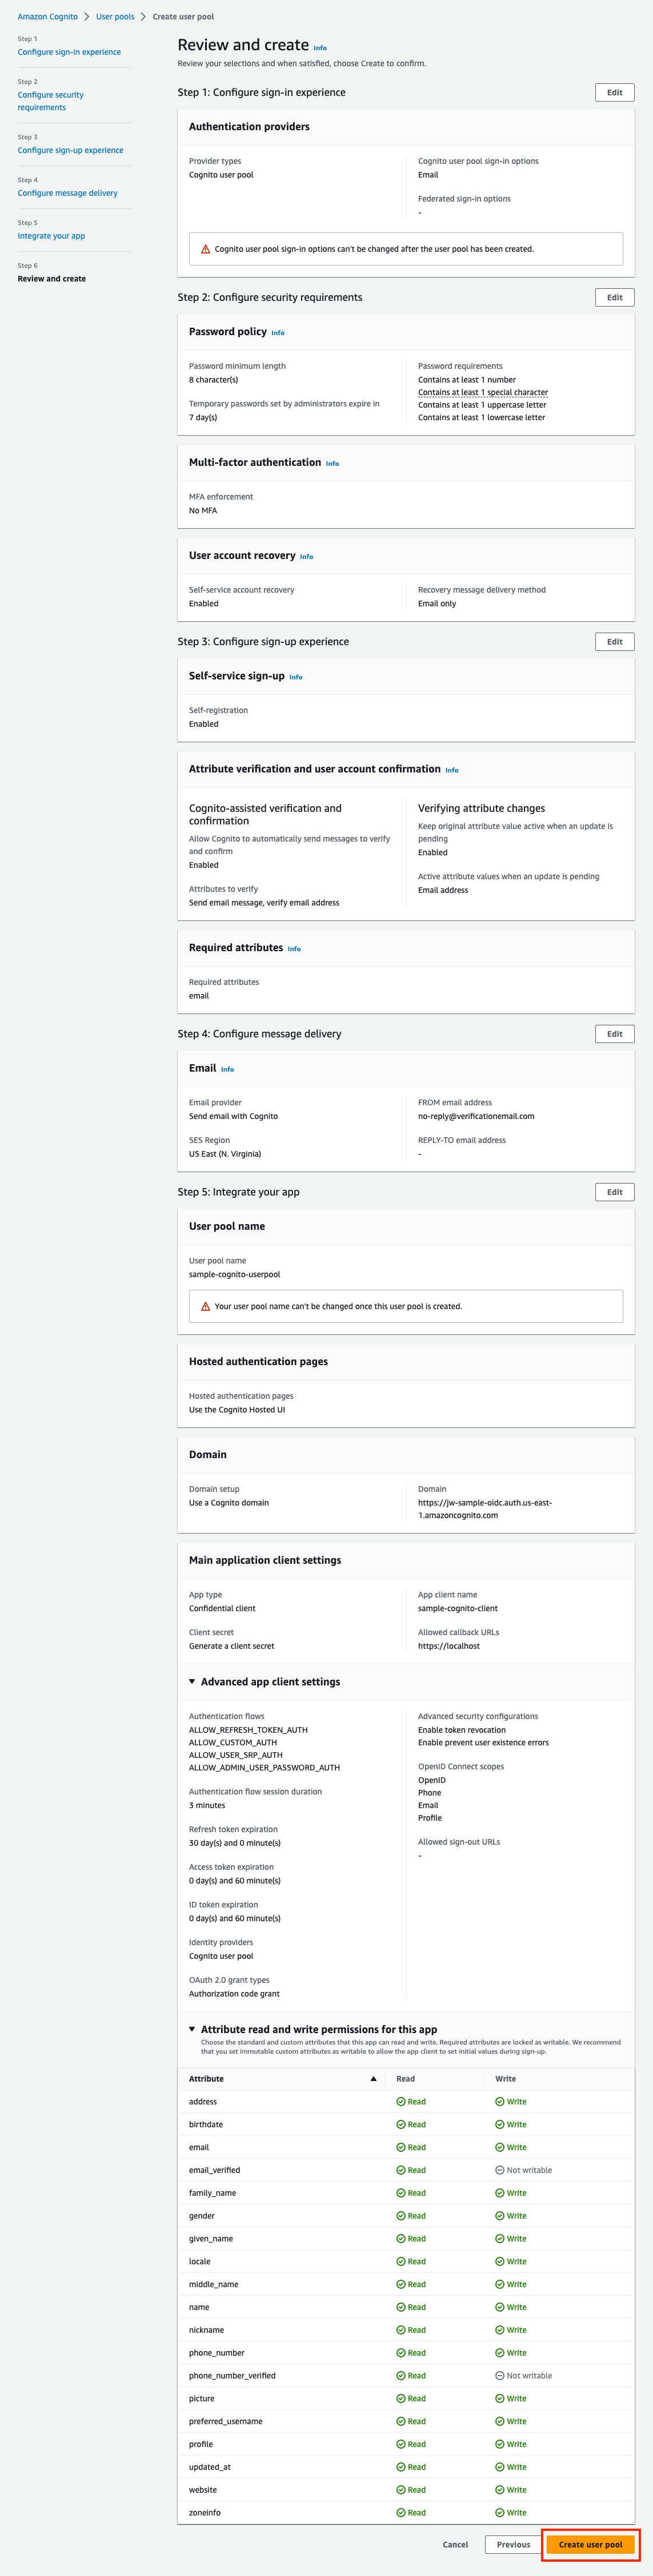 Amazon Cognito > User pools > Create user pool
Step 1
Configure sign-in experience
Step 2
Configure security
requirements
Step 3
Configure sign-up experience
Step 4
Configure message delivery
Step 5
Integrate your app
Step 6
Review and create
Review and create Info
Review your selections and when satisfied, choose Create to confirm.
Step 1: Configure sign-in experience
Edit
Authentication providers
Provider types
Cognito user pool
Cognito user pool sign-in options
Email
Federated sign-in options
-
Cognito user pool sign-in options can't be changed after the user pool has been created.
Step 2: Configure security requirements
Edit
Password policy Info
Password minimum length
8 character(s)
Temporary passwords set by administrators expire in
7 day(s)
Password requirements
Contains at least 1 number
Contains at least 1 special character
Contains at least 1 uppercase letter
Contains at least 1 lowercase letter
Multi-factor authentication Info
MFA enforcement
No MFA
User account recovery Info
Self-service account recovery
Enabled
Recovery message delivery method
Email only
Step 3: Configure sign-up experience
Edit
Self-service sign-up Info
Self-registration
Enabled
Attribute verification and user account confirmation Info
Cognito-assisted verification and
confirmation
Allow Cognito to automatically send messages to verify
and confirm
Enabled
Attributes to verify
Send email message, verify email address
Verifying attribute changes
Keep original attribute value active when an update is
pending
Enabled
Active attribute values when an update is pending
Email address
Required attributes Info
Required attributes
email
Step 4: Configure message delivery
Edit
Email Info
Email provider
Send email with Cognito
SES Region
US East (N. Virginia)
FROM email address
no-reply@verificationemail.com
REPLY-TO email address
-
Step 5: Integrate your app
Edit
User pool name
User pool name
sample-cognito-userpool
Your user pool name can't be changed once this user pool is created.
Hosted authentication pages
Hosted authentication pages
Use the Cognito Hosted UI
Domain
Domain setup
Use a Cognito domain
Domain
https://jw-sample-oidc.auth.us-east-
1.amazoncognito.com
Main application client settings
App type
Confidential client
Client secret
Generate a client secret
App client name
sample-cognito-client
Allowed callback URLs
https://localhost
Advanced app client settings
Authentication flows
ALLOW_REFRESH_TOKEN_AUTH
ALLOW_CUSTOM_AUTH
ALLOW_USER_SRP_AUTH
ALLOW_ADMIN_USER_PASSWORD_AUTH
Authentication flow session duration
3 minutes
Refresh token expiration
30 day(s) and 0 minute(s)
Access token expiration
0 day(s) and 60 minute(s)
ID token expiration
0 day(s) and 60 minute(s)
Identity providers
Cognito user pool
OAuth 2.0 grant types
Authorization code grant
Advanced security configurations
Enable token revocation
Enable prevent user existence errors
OpenID Connect scopes
OpenID
Phone
Email
Profile
Allowed sign-out URLs
-
Attribute read and write permissions for this app
Choose the standard and custom attributes that this app can read and write. Required attributes are locked as writable. We recommend
that you set immutable custom attributes as writable to allow the app client to set initial values during sign-up.
Attribute Read Write
address Read Write
birthdate Read Write
email Read Write
email_verified Read Not writable
family_name Read Write
gender Read Write
given_name Read Write
locale Read Write
middle_name Read Write
name Read Write
nickname Read Write
phone_number Read Write
phone_number_verified Read Not writable
picture Read Write
preferred_username Read Write
profile Read Write
updated_at Read Write
website Read Write
zoneinfo Read Write
Cancel Previous Create user pool